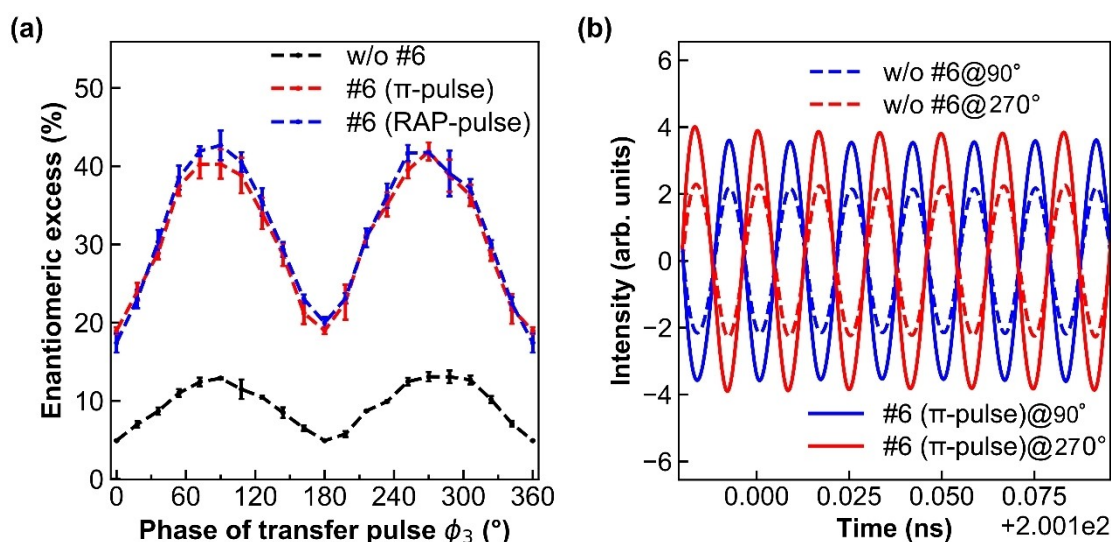 (a)
w/o #6
#6 (π-pulse)
#6 (RAP-pulse)
Enantiomeric excess (%)
50
40
30
20
10
0
0 60 120 180 240 300 360
Phase of transfer pulse ϕ₃ (°)
(b)
w/o #6@90°
w/o #6@270°
Intensity (arb. units)
6
4
2
0
−2
−4
−6
#6 (π-pulse)@90°
#6 (π-pulse)@270°
0.000 0.025 0.050 0.075
Time (ns) +2.001e2